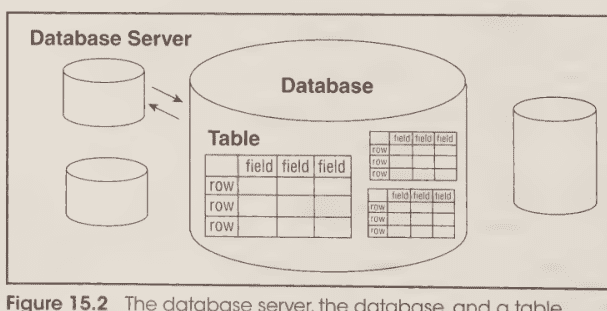 Database Server
Database
Table
field field field
row
row
row
field field field
row
row
row
field field field
row
row
row
Figure 15.2 The database server, the database, and a table